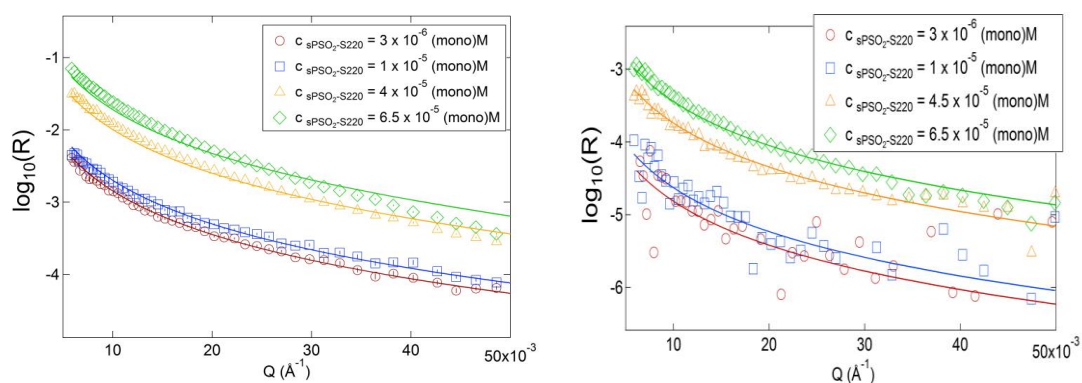 c sPSO₂-S220 = 3 x 10⁻⁶ (mono)M
c sPSO₂-S220 = 1 x 10⁻⁵ (mono)M
c sPSO₂-S220 = 4 x 10⁻⁵ (mono)M
c sPSO₂-S220 = 6.5 x 10⁻⁵ (mono)M
-1
-2
-3
-4
log₁₀(R)
10
20
30
40
50x10⁻³
Q (Å⁻¹)
c sPSO₂-S220 = 3 x 10⁻⁶ (mono)M
c sPSO₂-S220 = 1 x 10⁻⁵ (mono)M
c sPSO₂-S220 = 4.5 x 10⁻⁵ (mono)M
c sPSO₂-S220 = 6.5 x 10⁻⁵ (mono)M
-3
-4
-5
-6
log₁₀(R)
10
20
30
40
50x10⁻³
Q (Å⁻¹)